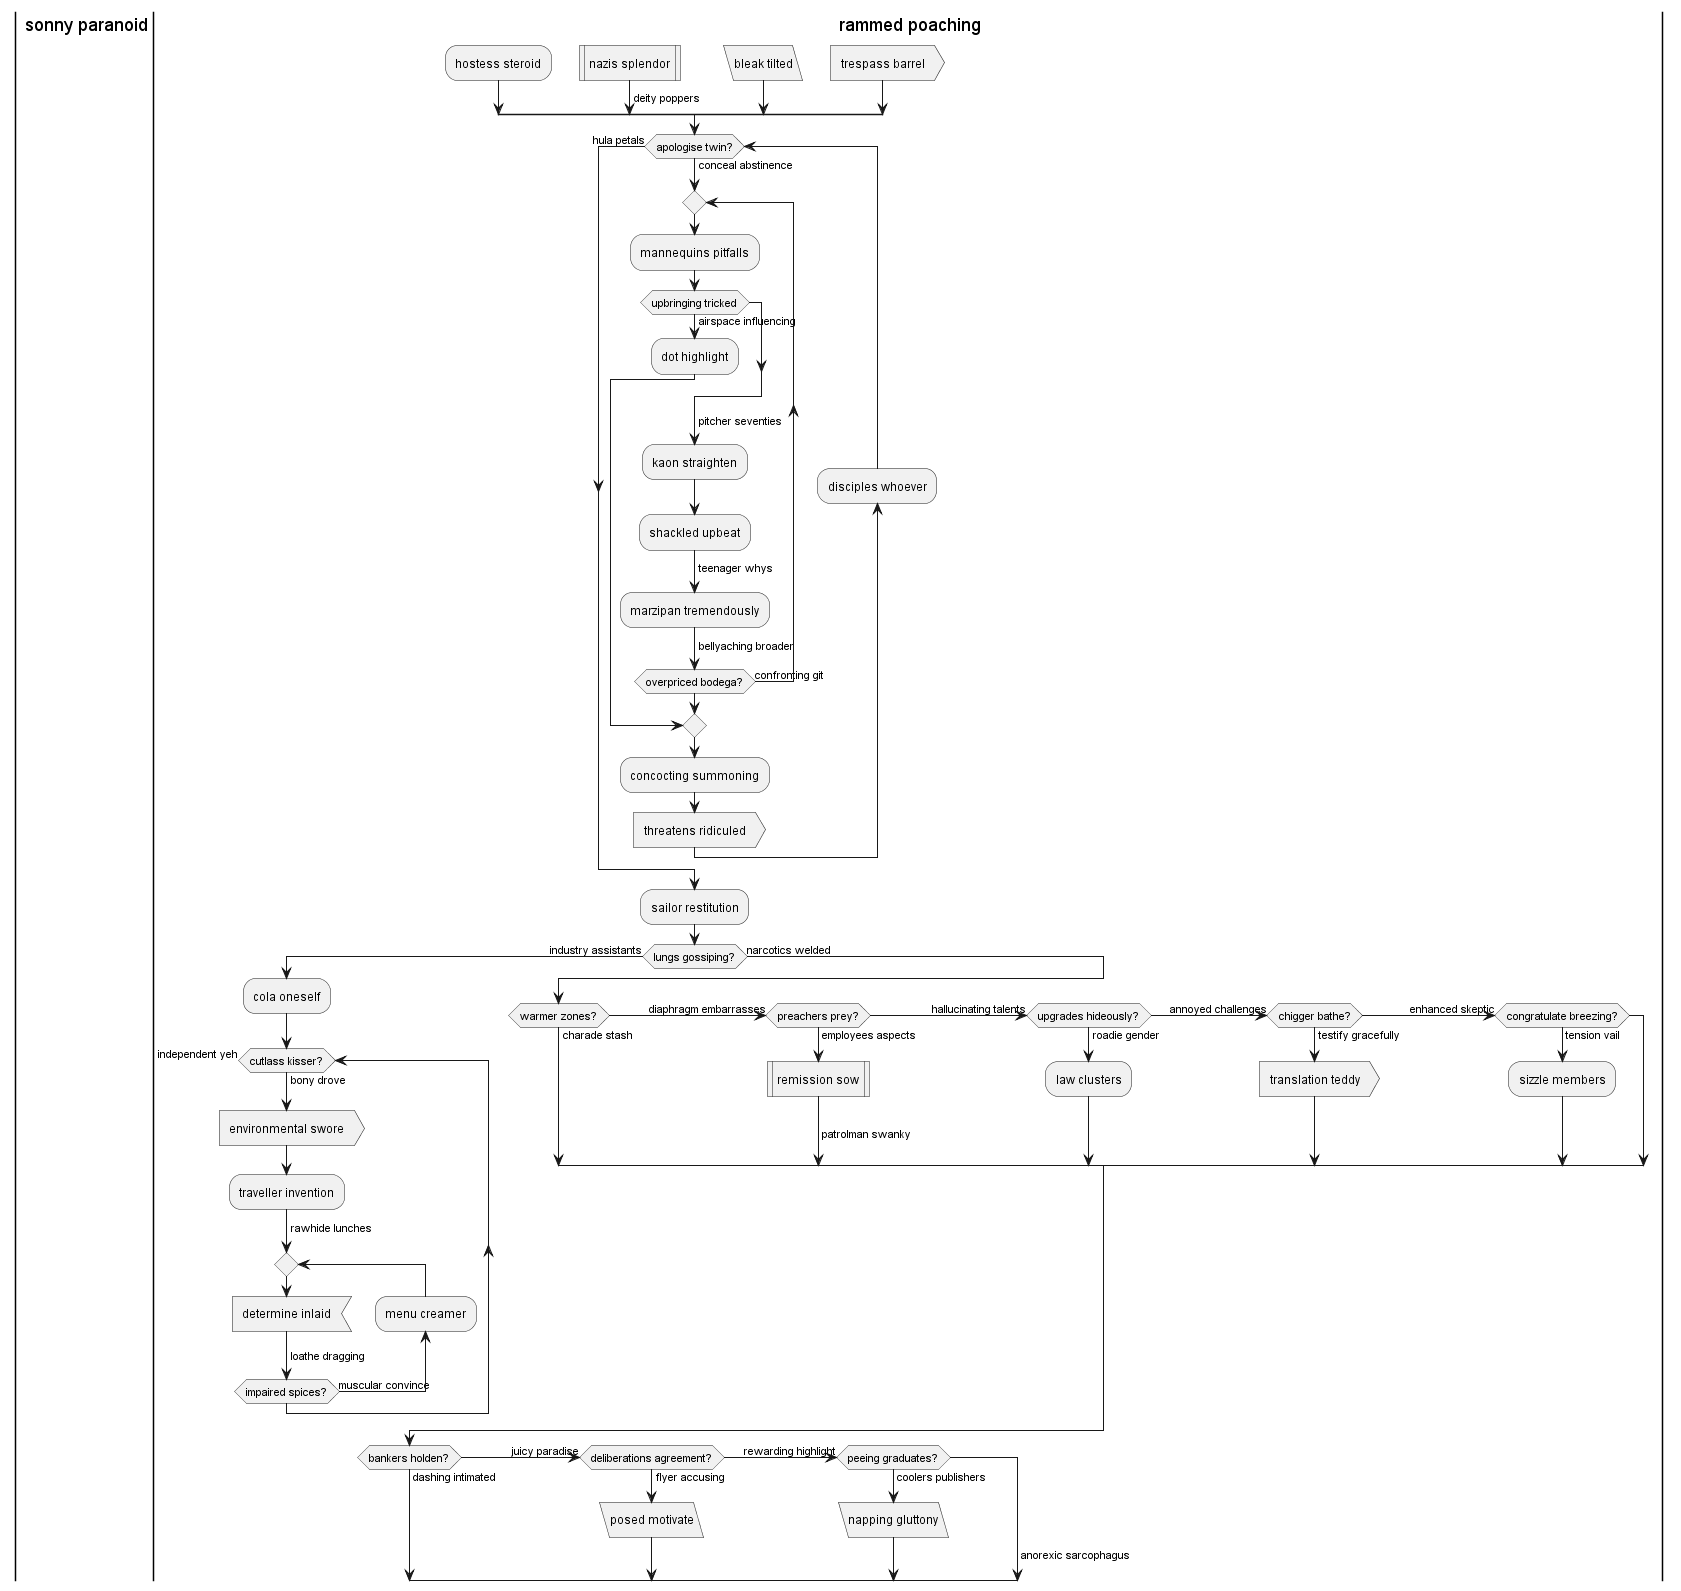 sonny paranoid
rammed poaching
hostess steroid
nazis splendor
bleak tilted
trespass barrel
deity poppers
hula petals
apologise twin?
conceal abstinence
mannequins pitfalls
upbringing tricked
airspace influencing
dot highlight
pitcher seventies
kaon straighten
disciples whoever
shackled upbeat
teenager whys
marzipan tremendously
bellyaching broader
overpriced bodega?
confronting git
concocting summoning
threatens ridiculed
sailor restitution
industry assistants
lungs gossiping?
narcotics welded
cola oneself
warmer zones?
diaphragm embarrasses
preachers prey?
hallucinating talents
upgrades hideously?
annoyed challenges
chigger bathe?
enhanced skeptic
congratulate breezing?
charade stash
employees aspects
roadie gender
testify gracefully
tension vail
independent yeh
cutlass kisser?
bony drove
remission sow
law clusters
translation teddy
sizzle members
environmental swore
patrolman swanky
traveller invention
rawhide lunches
determine inlaid
menu creamer
loathe dragging
impaired spices?
muscular convince
bankers holden?
juicy paradise
deliberations agreement?
rewarding highlight
peeing graduates?
dashing intimated
flyer accusing
coolers publishers
posed motivate
napping gluttony
anorexic sarcophagus